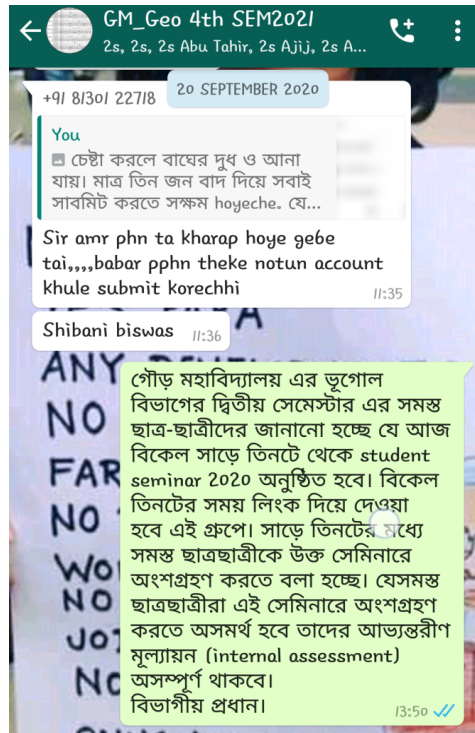 GM_Geo 4th SEM2021
2s, 2s, 2s Abu Tahir, 2s Ajij, 2s A...
20 SEPTEMBER 2020
+91 81301 22718
You
চেষ্টা করলে বাঘের দুধ ও আনা
যায়। মাত্র তিন জন বাদ দিয়ে সবাই
সাবমিট করতে সক্ষম hoyeche. যে...
Sir amr phn ta kharap hoye gebe
tai,,,,babar pphn theke notun account
khule submit korechhi
11:35
Shibani biswas 11:36
গৌড় মহাবিদ্যালয় এর ভূগোল
বিভাগের দ্বিতীয় সেমেস্টার এর সমস্ত
ছাত্র-ছাত্রীদের জানানো হচ্ছে যে আজ
বিকেল সাড়ে তিনটে থেকে student
seminar 2020 অনুষ্ঠিত হবে। বিকেল
তিনটের সময় লিংক দিয়ে দেওয়া
হবে এই গ্রুপে। সাড়ে তিনটের মধ্যে
সমস্ত ছাত্রছাত্রীকে উক্ত সেমিনারে
অংশগ্রহণ করতে বলা হচ্ছে। যেসমস্ত
ছাত্রছাত্রীরা এই সেমিনারে অংশগ্রহণ
করতে অসমর্থ হবে তাদের আভ্যন্তরীণ
মূল্যায়ন (internal assessment)
অসম্পূর্ণ থাকবে।
বিভাগীয় প্রধান।
13:50
ANY
NO
FAR
NO
NO
NO